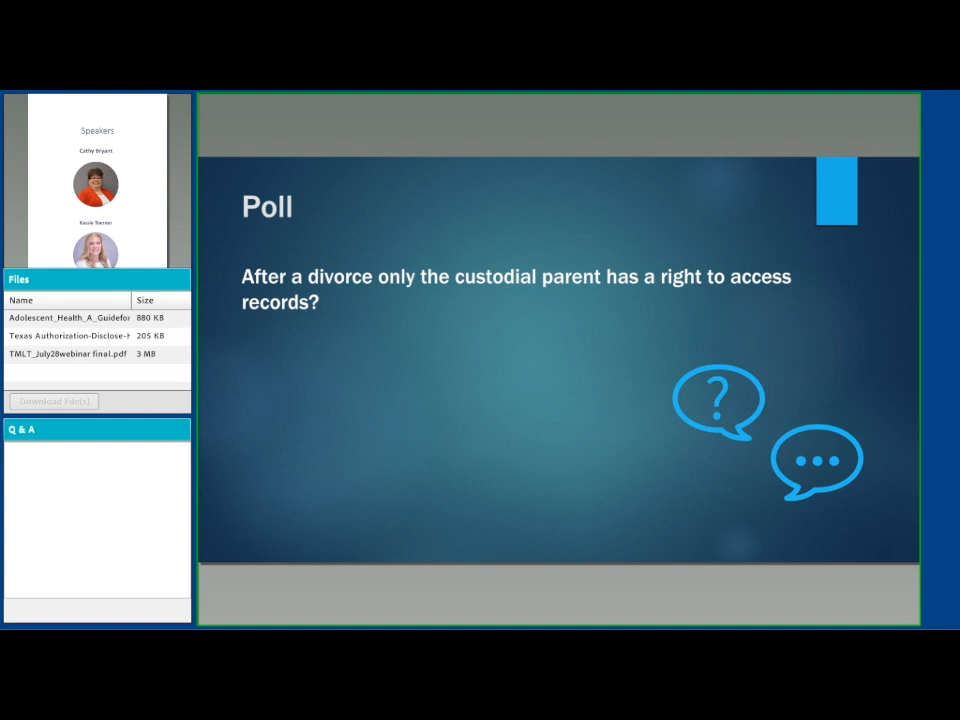 Speakers
Cathy Bryant
Kassie Toerner
Files
Name Size
Adolescent_Health_A_Guidefor 880 KB
Texas Authorization-Disclose-H 205 KB
TMLT_July28webinar final.pdf 3 MB
Download File(s)
Q & A
Poll
After a divorce only the custodial parent has a right to access
records?
?